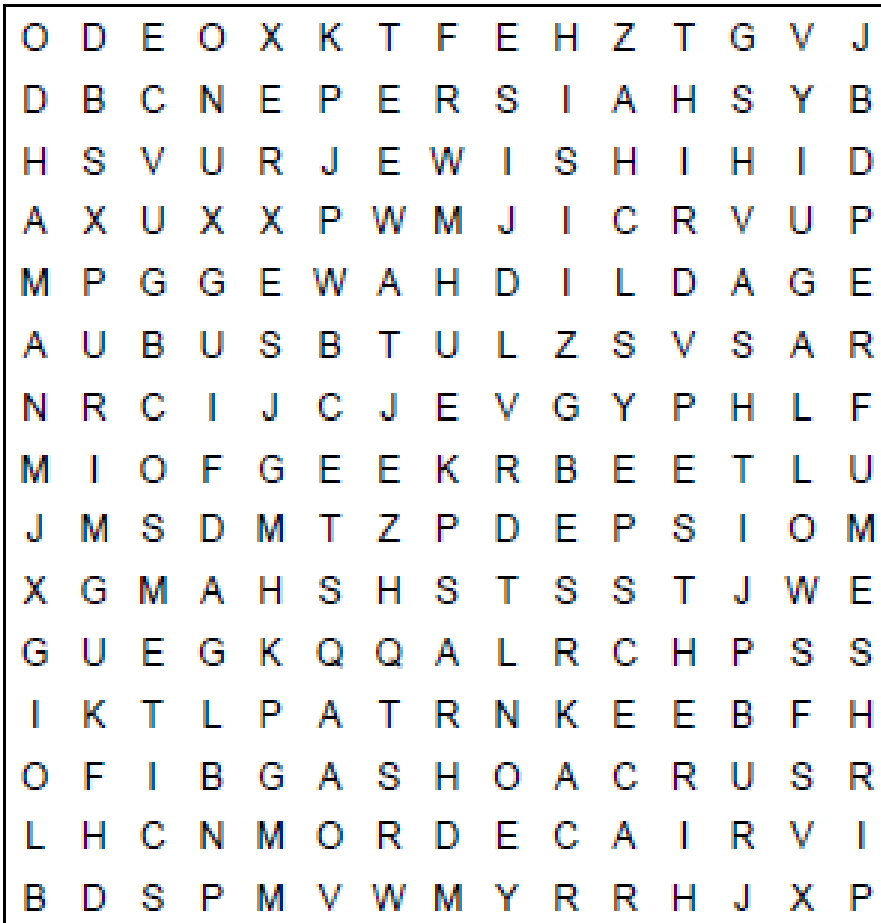 O D E O X K T F E H Z T G V J
D B C N E P E R S I A H S Y B
H S V U R J E W I S H I H I D
A X U X X P W M J I C R V U P
M P G G E W A H D I L D A G E
A U B U S B T U L Z S V S A R
N R C I J C J E V G Y P H L F
M I O F G E E K R B E E T L U
J M S D M T Z P D E P S I O M
X G M A H S H S T S S T J W E
G U E G K Q Q A L R C H P S S
I K T L P A T R N K E E B F H
O F I B G A S H O A C R U S R
L H C N M O R D E C A I R V I
B D S P M V W M Y R R H J X P